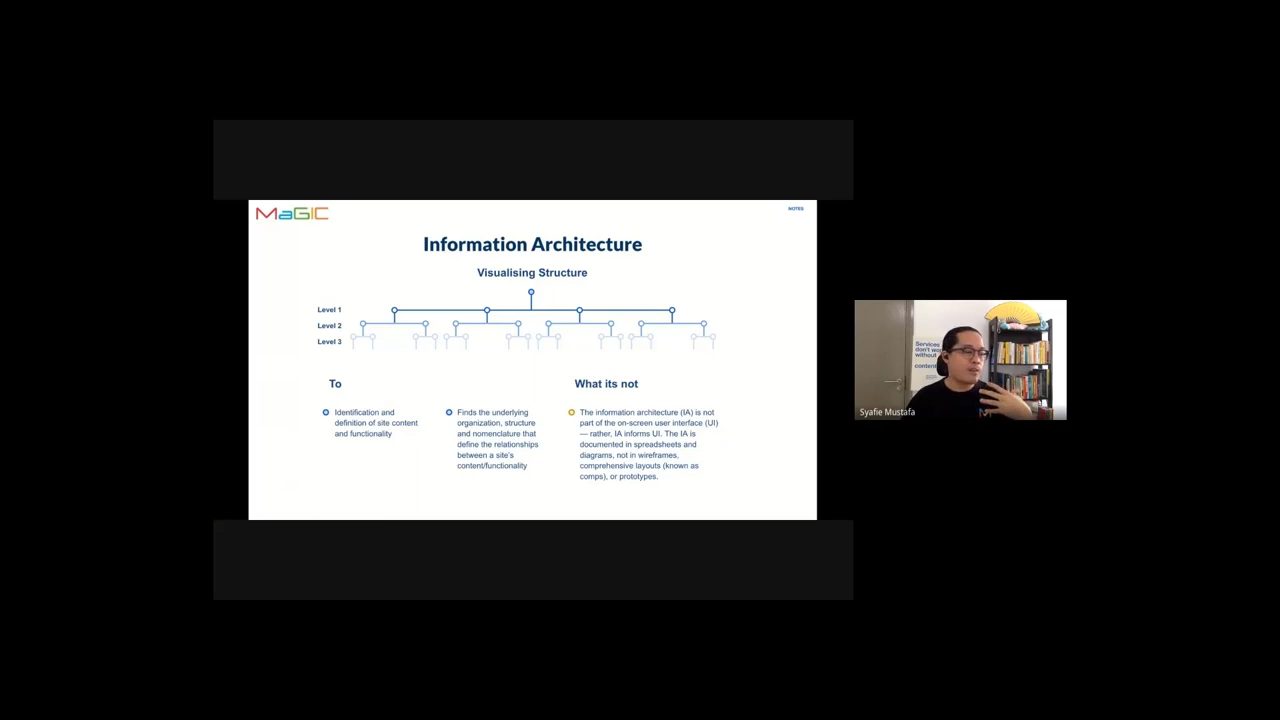 MaGIC
NOTES
Information Architecture
Visualising Structure
Level 1
Level 2
Level 3
To
Identification and
definition of site content
and functionality
Finds the underlying
organization, structure
and nomenclature that
define the relationships
between a site's
content/functionality
What its not
The information architecture (IA) is not
part of the on-screen user interface (UI)
— rather, IA informs UI. The IA is
documented in spreadsheets and
diagrams, not in wireframes,
comprehensive layouts (known as
comps), or prototypes.
Services
don't
without
content
Syafie Mustafa